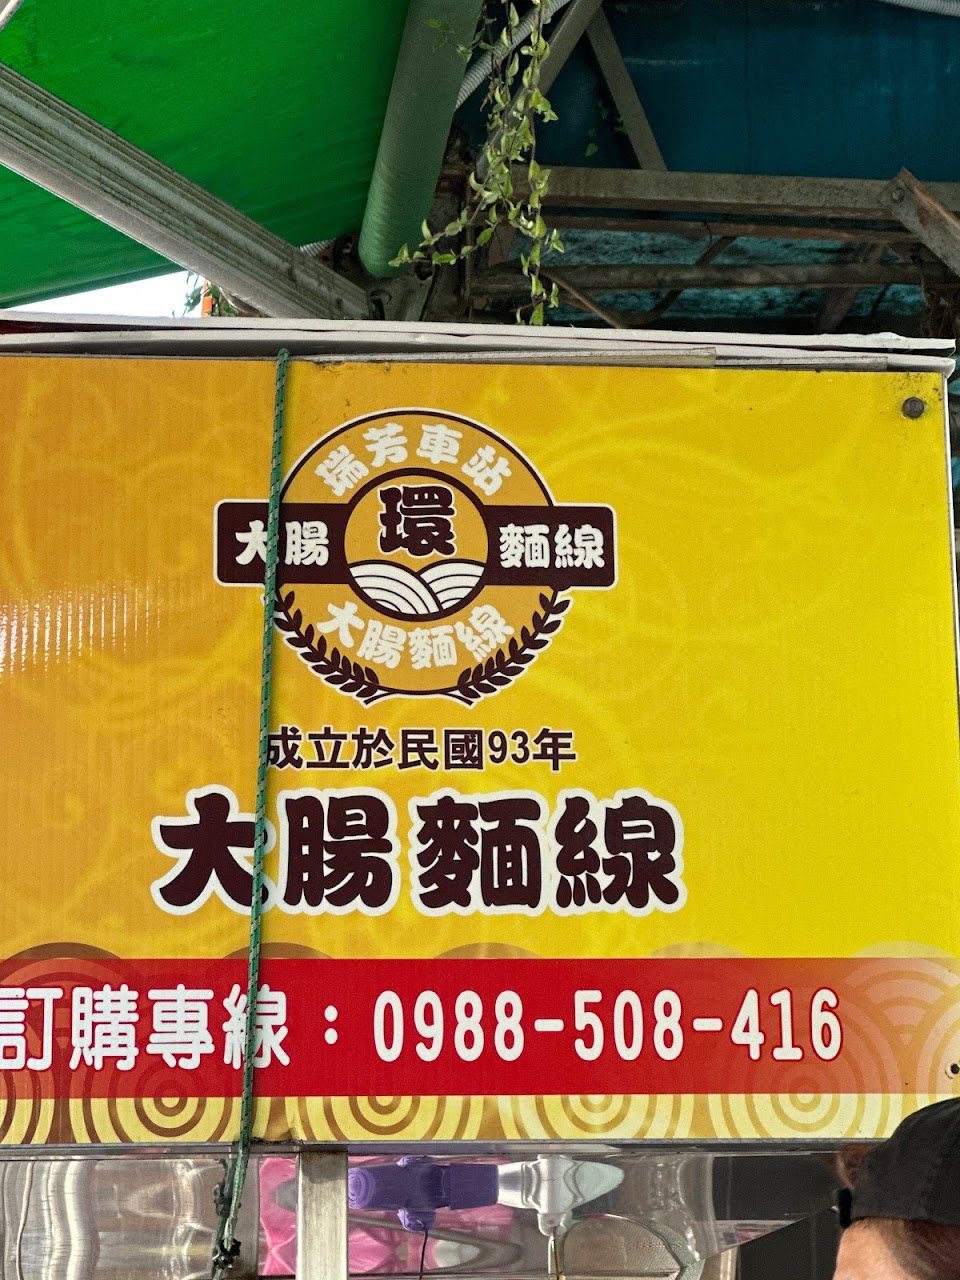 瑞芳車站
大腸 環 麵線
大腸麵線
成立於民國93年
大腸麵線
訂購專線：0988-508-416